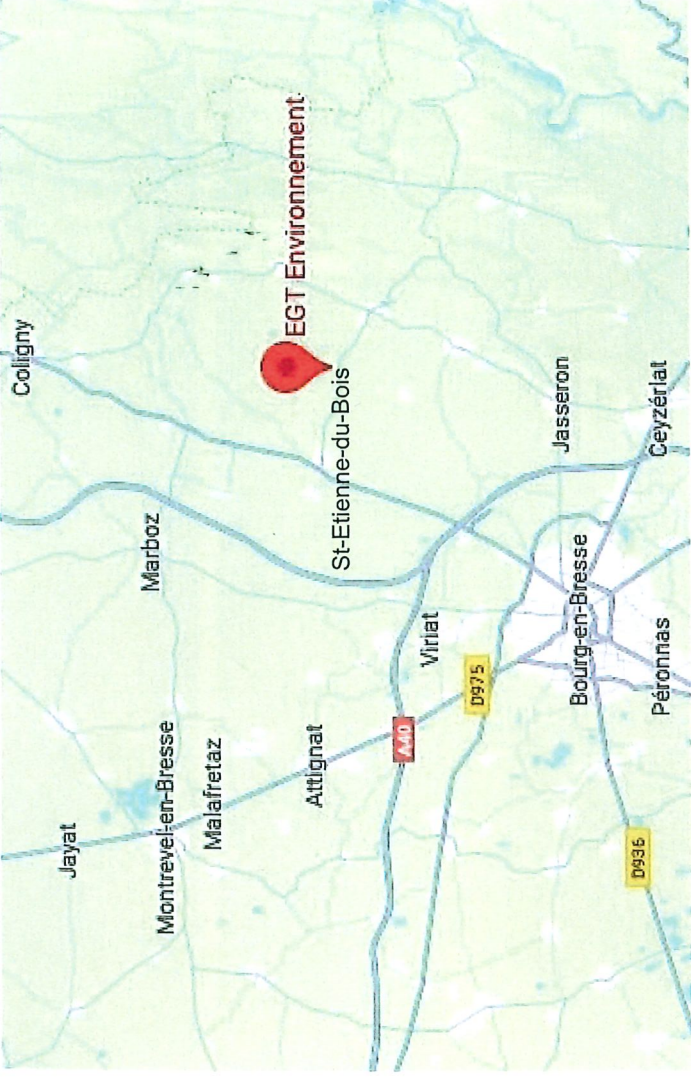 Coligny
EGT Environnement
Marboz
St-Etienne-du-Bois
Jayat
Montrevel-en-Bresse
Malafretaz
Attignat
Viriat
A40
D975
Jasseron
Bourg-en-Bresse
Ceyzériat
Péronnas
D936